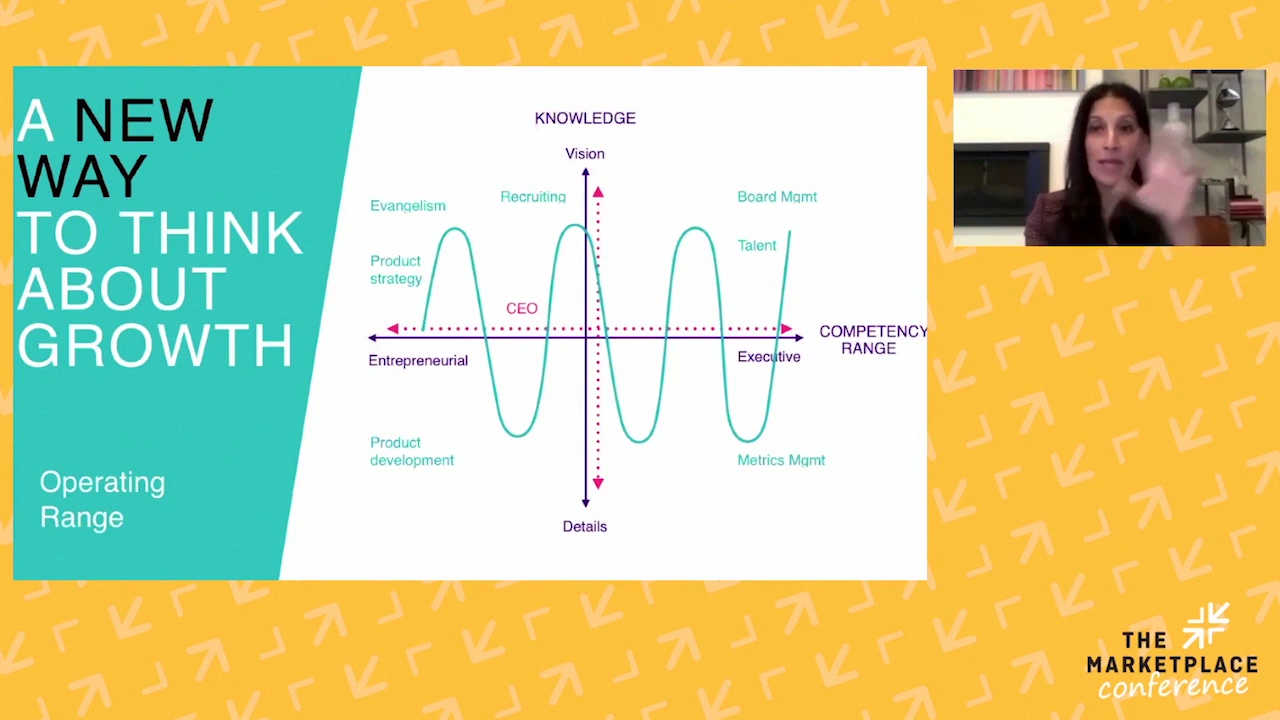 A NEW
WAY
TO THINK
ABOUT
GROWTH
Operating
Range
KNOWLEDGE
Vision
Evangelism
Recruiting
Board Mgmt
Product
strategy
Talent
CEO
COMPETENCY
RANGE
Entrepreneurial
Executive
Product
development
Metrics Mgmt
Details
THE
MARKETPLACE
conference